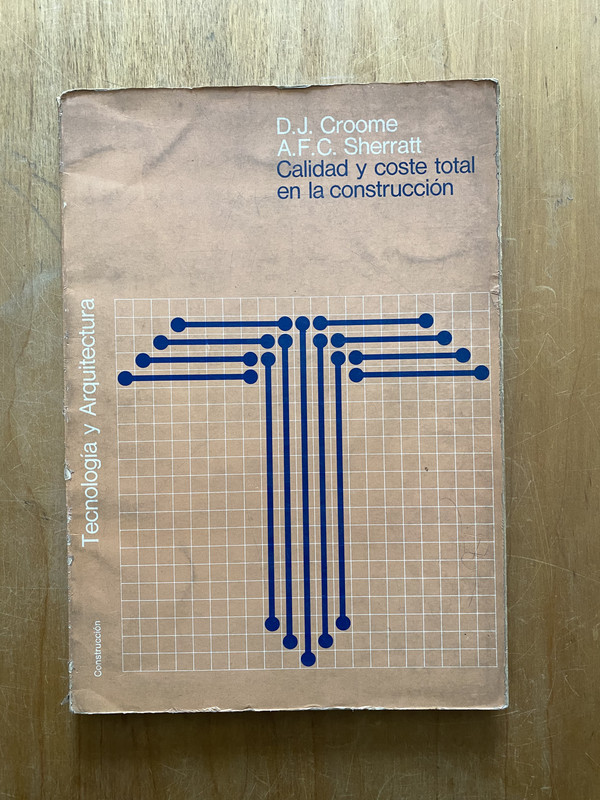 D.J. Croome
A.F.C. Sherratt
Calidad y coste total
en la construcción
Tecnología y Arquitectura
Construcción